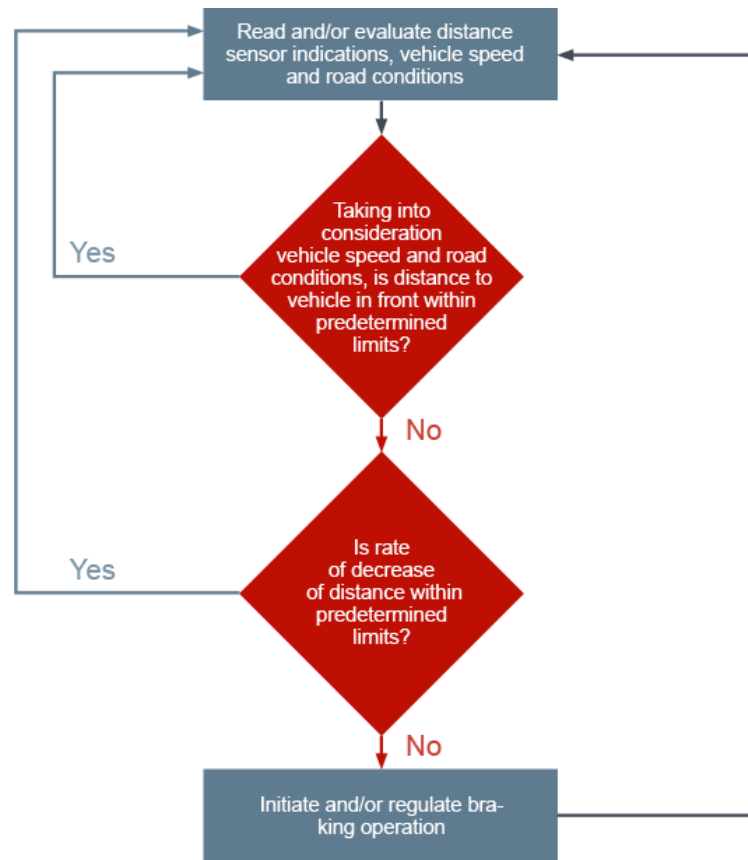 Read and/or evaluate distance
sensor indications, vehicle speed
and road conditions
Taking into
consideration
vehicle speed and road
conditions, is distance to
vehicle in front within
predetermined
limits?
Yes
No
Is rate
of decrease
of distance within
predetermined
limits?
Yes
No
Initiate and/or regulate bra-
king operation